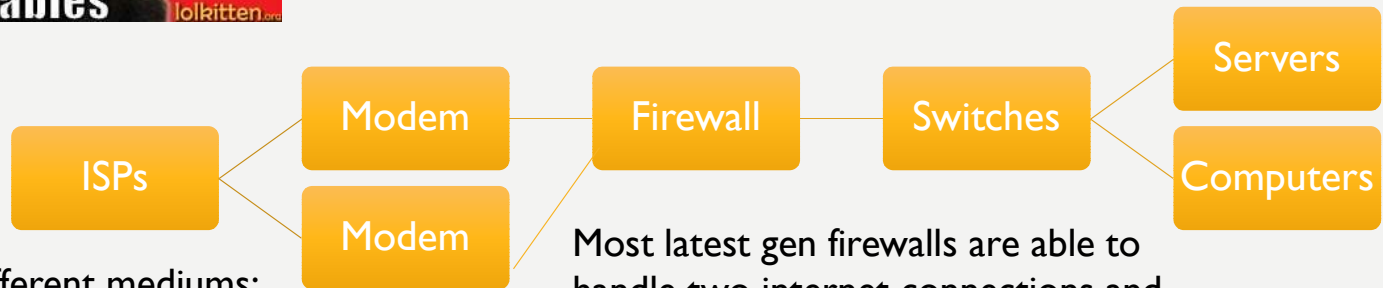 ables
lolkitten.org
Servers
Modem
Firewall
Switches
ISPs
Computers
Modem
Most latest gen firewalls are able to
mediums:
handle two internet connections and